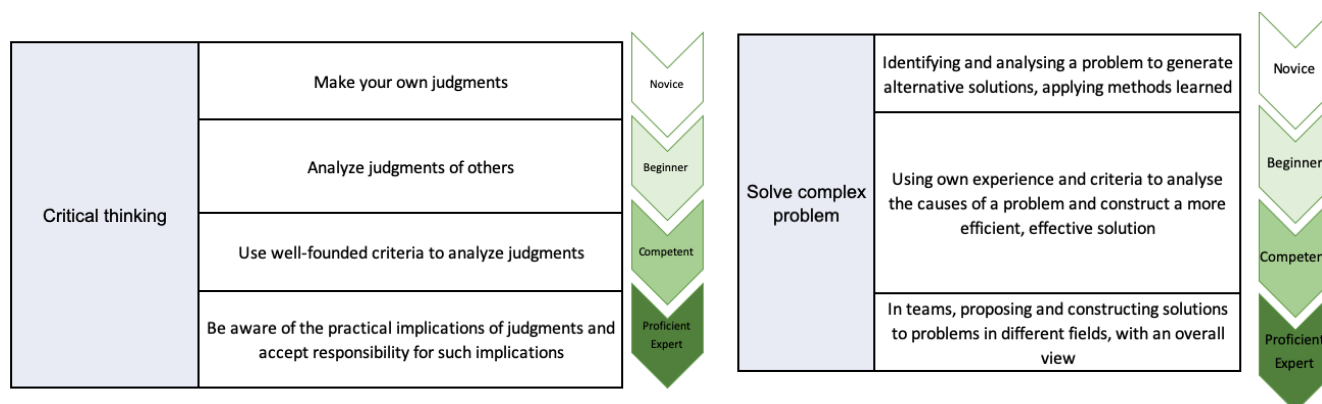 Critical thinking
Make your own judgments
Analyze judgments of others
Use well-founded criteria to analyze judgments
Be aware of the practical implications of judgments and
accept responsibility for such implications
Novice
Beginner
Competent
Proficient
Expert
Solve complex
problem
Identifying and analysing a problem to generate
alternative solutions, applying methods learned
Using own experience and criteria to analyse
the causes of a problem and construct a more
efficient, effective solution
In teams, proposing and constructing solutions
to problems in different fields, with an overall
view
Novice
Beginner
Competen
Proficient
Expert